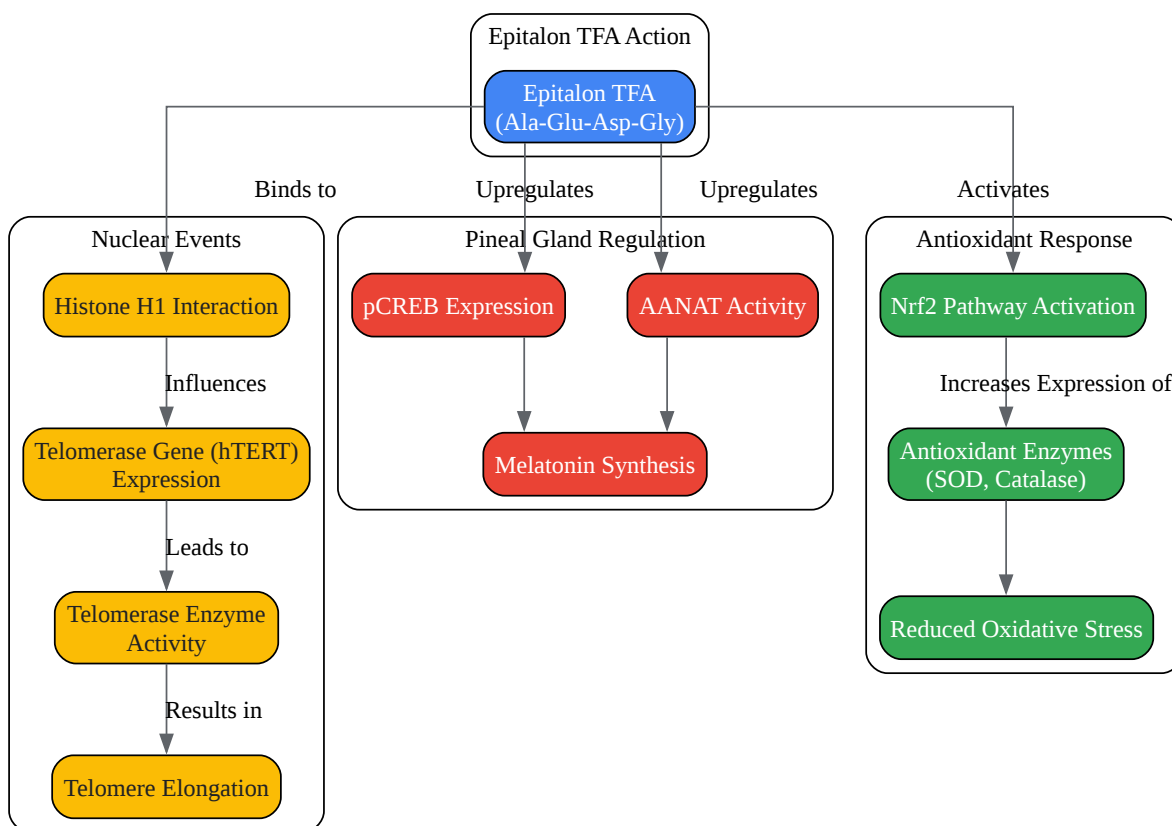 Epitalon TFA Action
Epitalon TFA
(Ala-Glu-Asp-Gly)
Binds to
Upregulates
Upregulates
Activates
Nuclear Events
Pineal Gland Regulation
Antioxidant Response
Histone H1 Interaction
pCREB Expression
AANAT Activity
Nrf2 Pathway Activation
Influences
Increases Expression of
Telomerase Gene (hTERT)
Expression
Melatonin Synthesis
Antioxidant Enzymes
(SOD, Catalase)
Leads to
Telomerase Enzyme
Activity
Reduced Oxidative Stress
Results in
Telomere Elongation